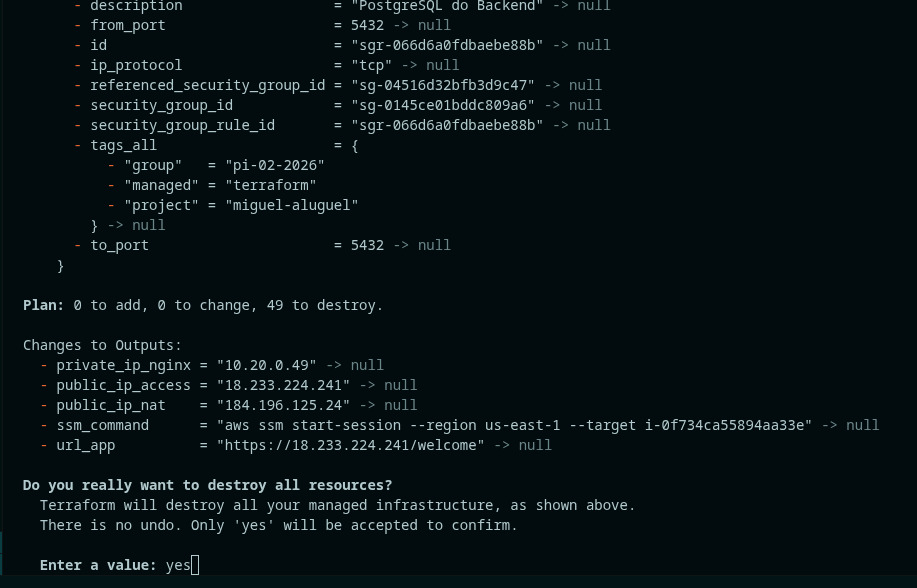 - description = "PostgreSQL do Backend" -> null
- from_port = 5432 -> null
- id = "sgr-066d6a0fdbaebe88b" -> null
- ip_protocol = "tcp" -> null
- referenced_security_group_id = "sg-04516d32bfb3d9c47" -> null
- security_group_id = "sg-0145ce01bddc809a6" -> null
- security_group_rule_id = "sgr-066d6a0fdbaebe88b" -> null
- tags_all = {
- "group" = "pi-02-2026"
- "managed" = "terraform"
- "project" = "miguel-aluguel"
} -> null
- to_port = 5432 -> null
}
Plan: 0 to add, 0 to change, 49 to destroy.
Changes to Outputs:
- private_ip_nginx = "10.20.0.49" -> null
- public_ip_access = "18.233.224.241" -> null
- public_ip_nat = "184.196.125.24" -> null
- ssm_command = "aws ssm start-session --region us-east-1 --target i-0f734ca55894aa33e" -> null
- url_app = "https://18.233.224.241/welcome" -> null
Do you really want to destroy all resources?
Terraform will destroy all your managed infrastructure, as shown above.
There is no undo. Only 'yes' will be accepted to confirm.
Enter a value: yes